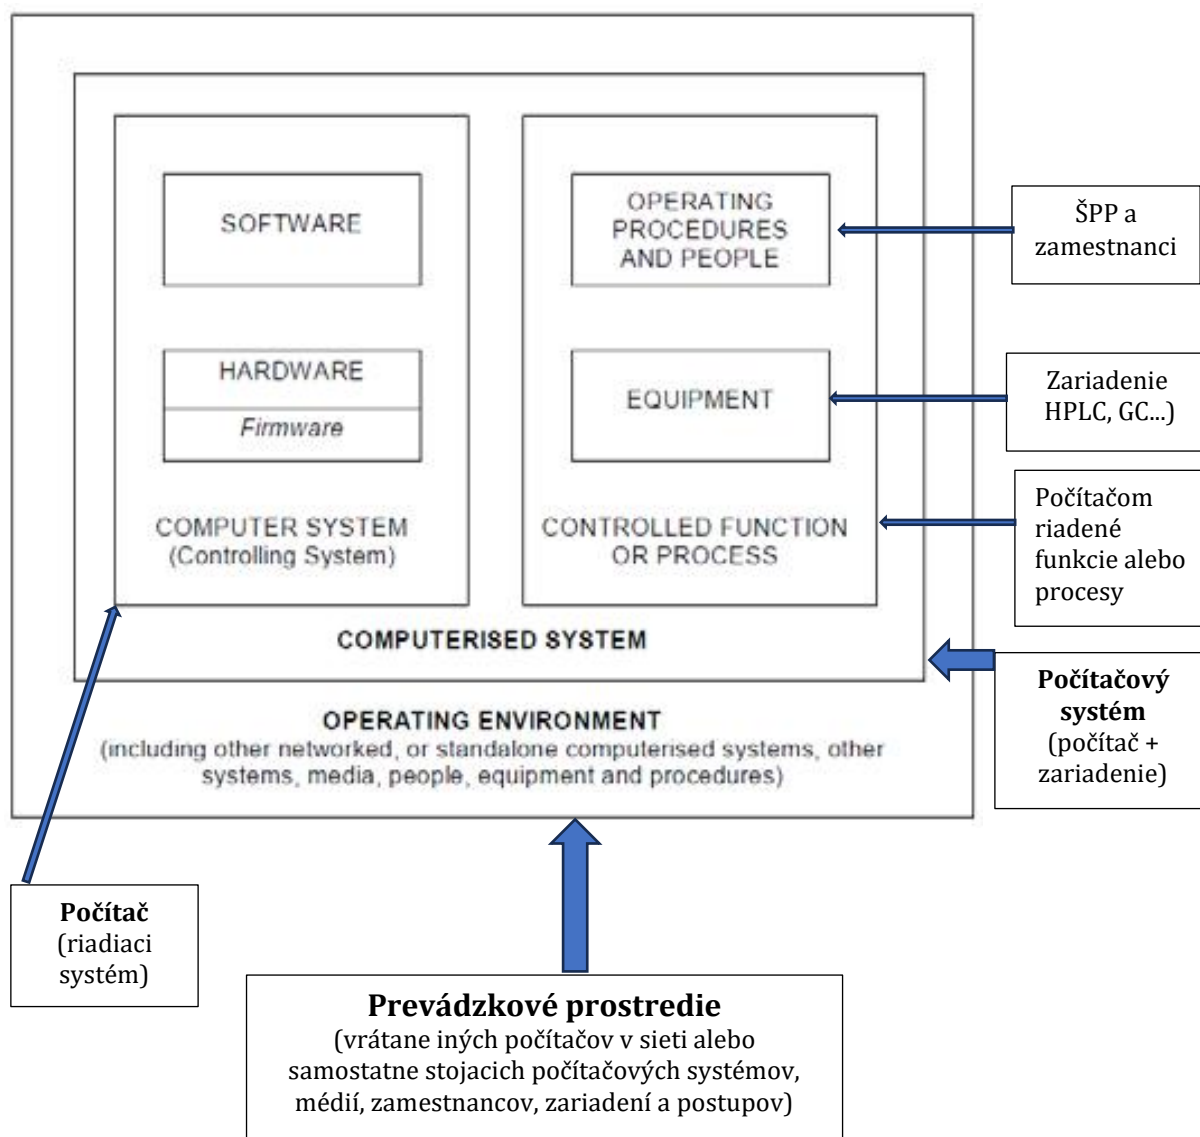 SOFTWARE
HARDWARE
Firmware
COMPUTER SYSTEM
(Controlling System)
OPERATING
PROCEDURES
AND PEOPLE
EQUIPMENT
CONTROLLED FUNCTION
OR PROCESS
COMPUTERISED SYSTEM
OPERATING ENVIRONMENT
(including other networked, or standalone computerised systems, other
systems, media, people, equipment and procedures)
ŠPP a
zamestnanci
Zariadenie
HPLC, GC...)
Počítačom
riadené
funkcie alebo
procesy
Počítačový
systém
(počítač +
zariadenie)
Počítač
(riadiaci
systém)
Prevádzkové prostredie
(vrátane iných počítačov v sieti alebo
samostatne stojacich počítačových systémov,
médií, zamestnancov, zariadení a postupov)